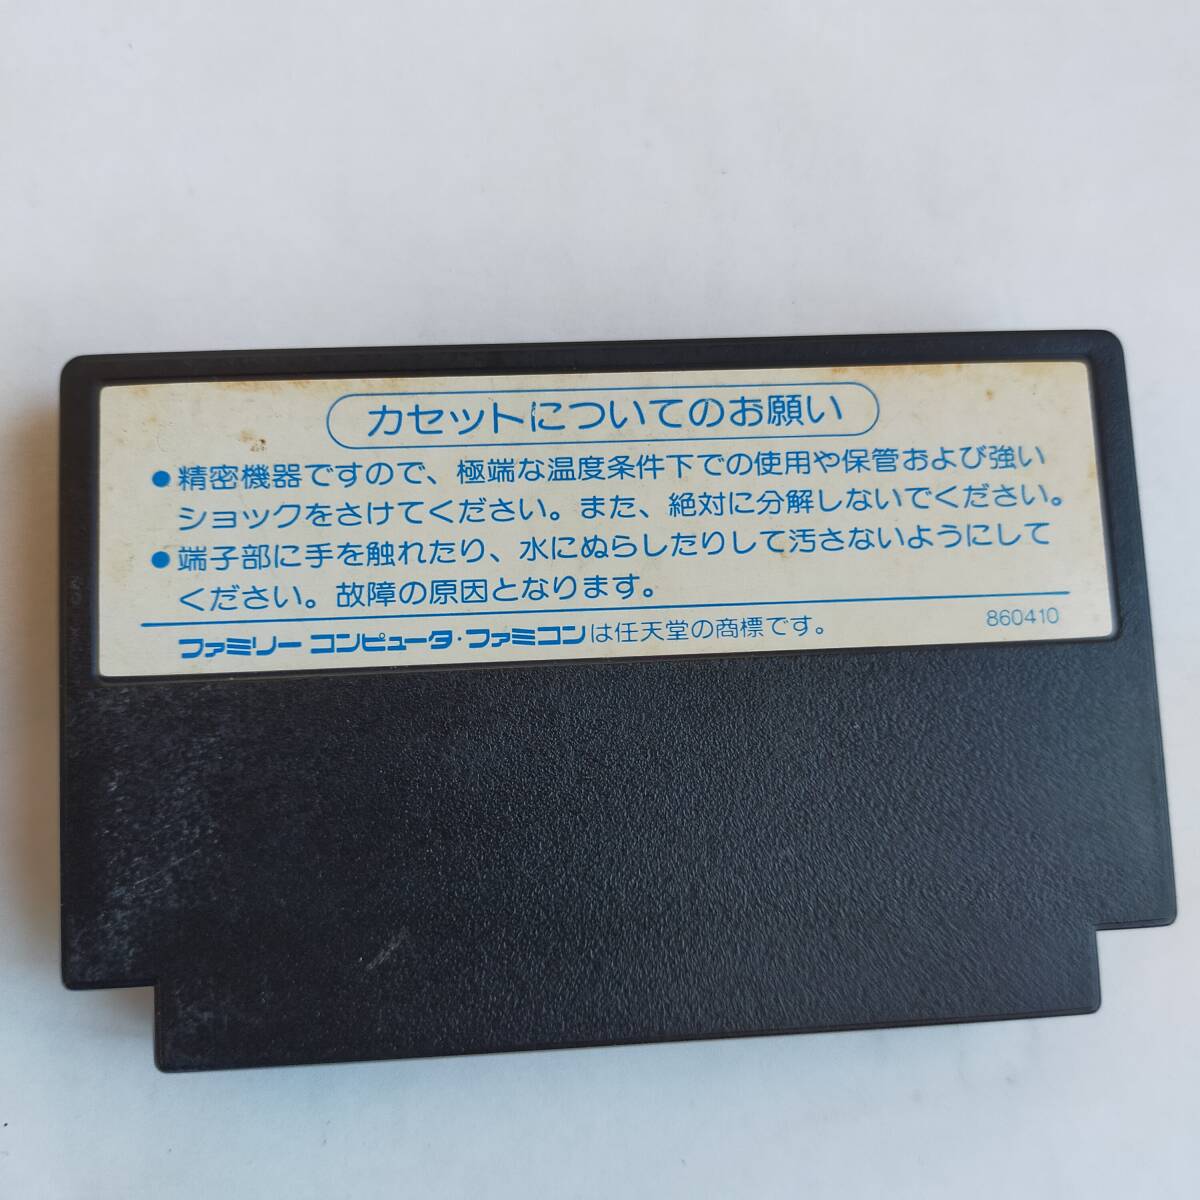 カセットについてのお願い
●精密機器ですので、極端な温度条件下での使用や保管および強い
ショックをさけてください。また、絶対に分解しないでください。
●端子部に手を触れたり、水にぬらしたりして汚さないようにして
ください。故障の原因となります。
ファミリーコンピュータ・ファミコンは任天堂の商標です。
860410